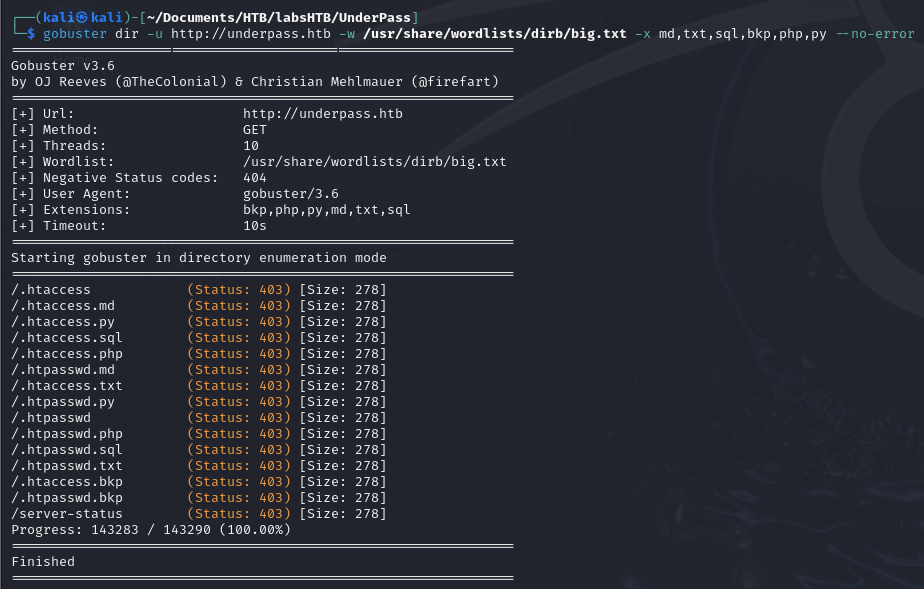 ┌──(kali㉿kali)-[~/Documents/HTB/labsHTB/UnderPass]
└─$ gobuster dir -u http://underpass.htb -w /usr/share/wordlists/dirb/big.txt -x md,txt,sql,bkp,php,py --no-error
===============================================================
Gobuster v3.6
by OJ Reeves (@TheColonial) & Christian Mehlmauer (@firefart)
===============================================================
[+] Url:                     http://underpass.htb
[+] Method:                  GET
[+] Threads:                 10
[+] Wordlist:                /usr/share/wordlists/dirb/big.txt
[+] Negative Status codes:   404
[+] User Agent:              gobuster/3.6
[+] Extensions:              bkp,php,py,md,txt,sql
[+] Timeout:                 10s
===============================================================
Starting gobuster in directory enumeration mode
===============================================================
/.htaccess            (Status: 403) [Size: 278]
/.htaccess.md         (Status: 403) [Size: 278]
/.htaccess.py         (Status: 403) [Size: 278]
/.htaccess.sql        (Status: 403) [Size: 278]
/.htaccess.php        (Status: 403) [Size: 278]
/.htpasswd.md         (Status: 403) [Size: 278]
/.htaccess.txt        (Status: 403) [Size: 278]
/.htpasswd.py         (Status: 403) [Size: 278]
/.htpasswd            (Status: 403) [Size: 278]
/.htpasswd.php        (Status: 403) [Size: 278]
/.htpasswd.sql        (Status: 403) [Size: 278]
/.htpasswd.txt        (Status: 403) [Size: 278]
/.htaccess.bkp        (Status: 403) [Size: 278]
/.htpasswd.bkp        (Status: 403) [Size: 278]
/server-status        (Status: 403) [Size: 278]
Progress: 143283 / 143290 (100.00%)
===============================================================
Finished
===============================================================